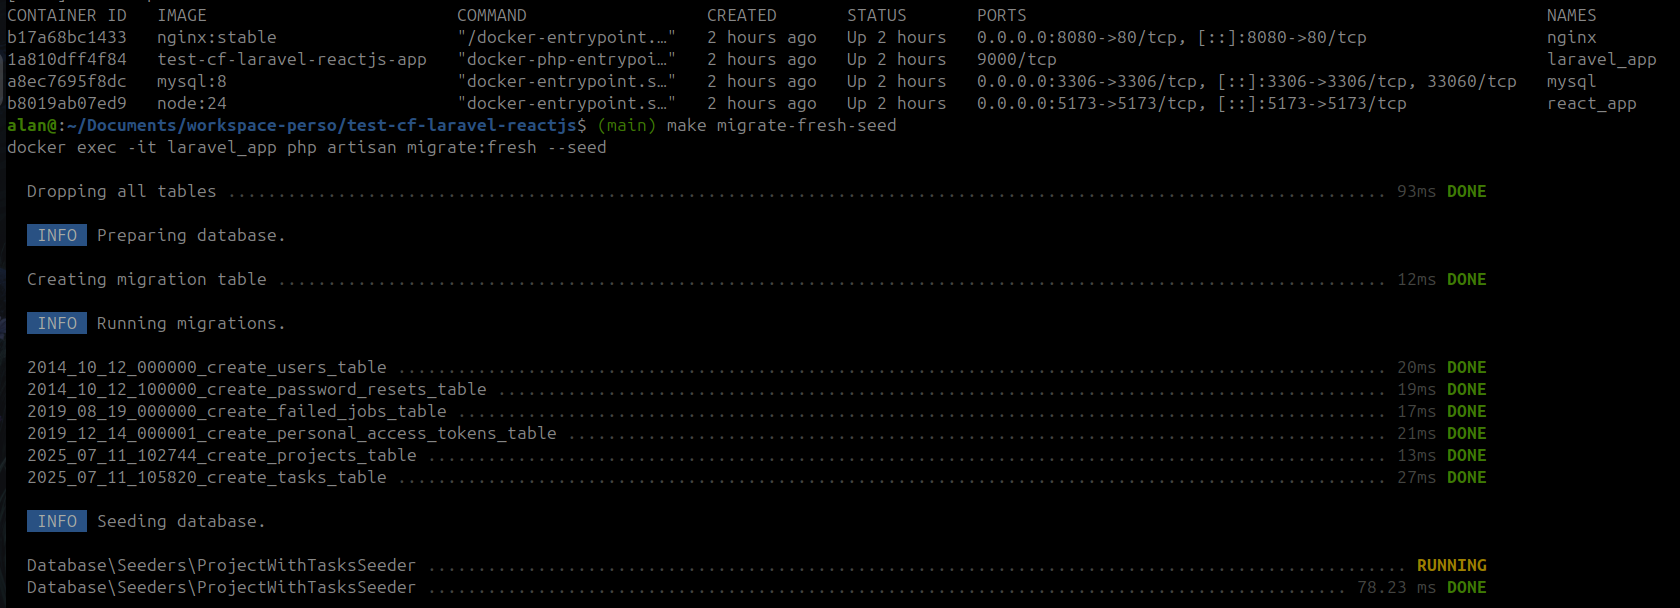 CONTAINER ID   IMAGE                         COMMAND                  CREATED       STATUS       PORTS                                                    NAMES
b17a68bc1433   nginx:stable                  "/docker-entrypoint.…"   2 hours ago   Up 2 hours   0.0.0.0:8080->80/tcp, [::]:8080->80/tcp                  nginx
1a810dff4f84   test-cf-laravel-reactjs-app   "docker-php-entrypoi…"   2 hours ago   Up 2 hours   9000/tcp                                                 laravel_app
a8ec7695f8dc   mysql:8                       "docker-entrypoint.s…"   2 hours ago   Up 2 hours   0.0.0.0:3306->3306/tcp, [::]:3306->3306/tcp, 33060/tcp   mysql
b8019ab07ed9   node:24                       "docker-entrypoint.s…"   2 hours ago   Up 2 hours   0.0.0.0:5173->5173/tcp, [::]:5173->5173/tcp              react_app
alan@:~/Documents/workspace-perso/test-cf-laravel-reactjs$ (main) make migrate-fresh-seed
docker exec -it laravel_app php artisan migrate:fresh --seed
Dropping all tables .................................................................................................................... 93ms DONE
INFO Preparing database.
Creating migration table ............................................................................................................... 12ms DONE
INFO Running migrations.
2014_10_12_000000_create_users_table ................................................................................................... 20ms DONE
2014_10_12_100000_create_password_resets_table ......................................................................................... 19ms DONE
2019_08_19_000000_create_failed_jobs_table ............................................................................................. 17ms DONE
2019_12_14_000001_create_personal_access_tokens_table .................................................................................. 21ms DONE
2025_07_11_102744_create_projects_table ................................................................................................ 13ms DONE
2025_07_11_105820_create_tasks_table ................................................................................................... 27ms DONE
INFO Seeding database.
Database\Seeders\ProjectWithTasksSeeder .................................................................................................. RUNNING
Database\Seeders\ProjectWithTasksSeeder ............................................................................................ 78.23 ms DONE